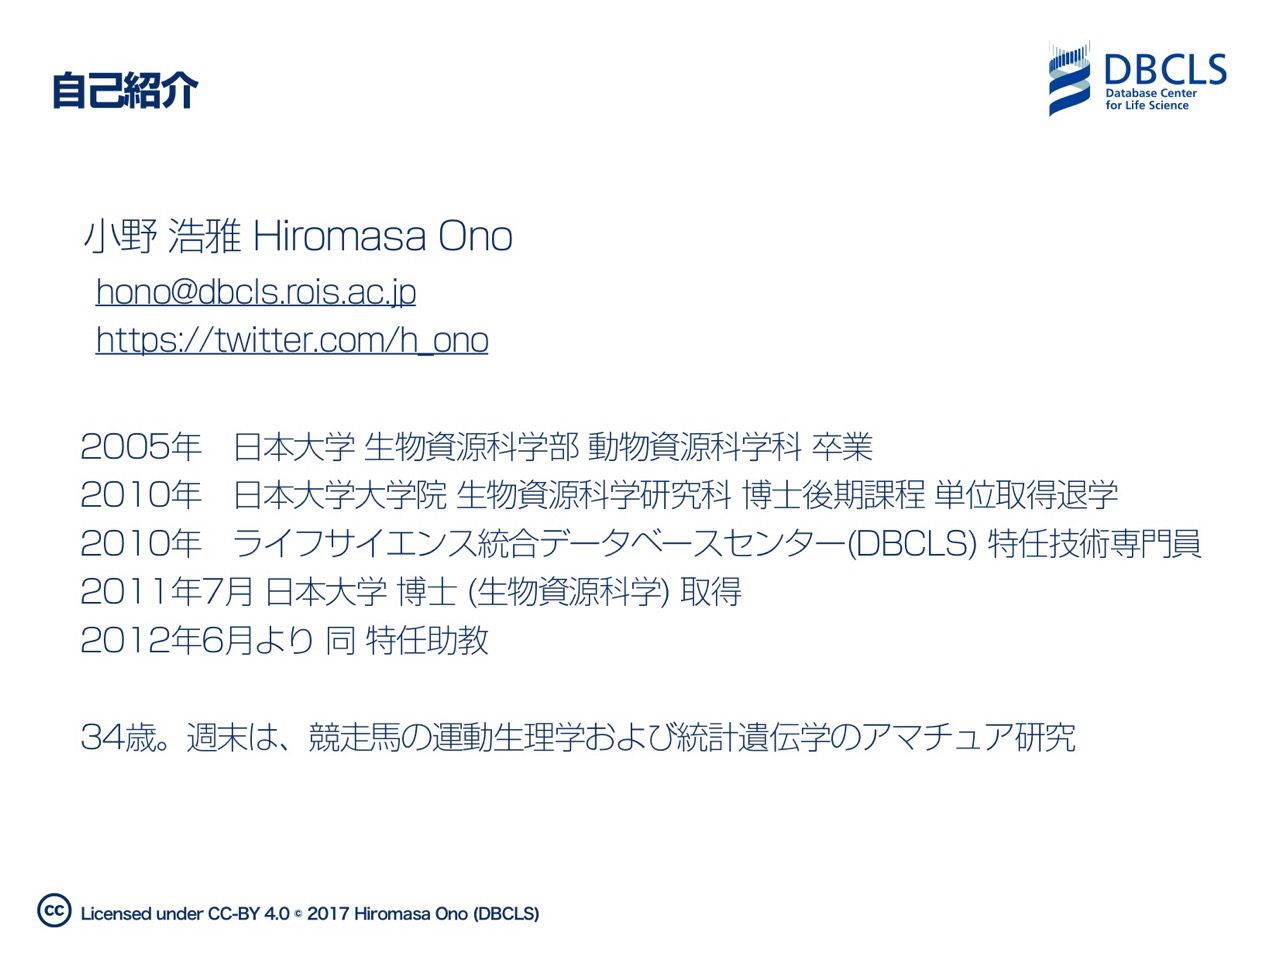 自己紹介
DBCLS
Database Center
for Life Science
小野 浩雅 Hiromasa Ono
hono@dbcls.rois.ac.jp
https://twitter.com/h_ono
2005年　日本大学 生物資源科学部 動物資源科学科 卒業
2010年　日本大学大学院 生物資源科学研究科 博士後期課程 単位取得退学
2010年　ライフサイエンス統合データベースセンター(DBCLS) 特任技術専門員
2011年7月 日本大学 博士 (生物資源科学) 取得
2012年6月より 同 特任助教
34歳。週末は、競走馬の運動生理学および統計遺伝学のアマチュア研究
cc Licensed under CC-BY 4.0 © 2017 Hiromasa Ono (DBCLS)